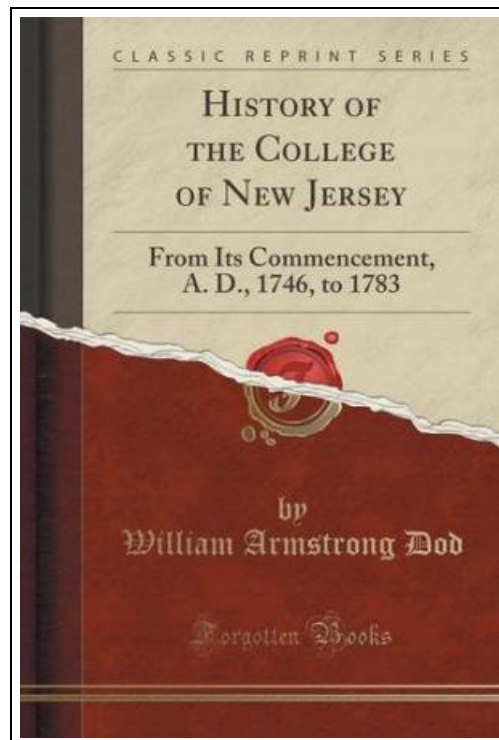 CLASSIC REPRINT SERIES
HISTORY OF
THE COLLEGE
OF NEW JERSEY
From Its Commencement,
A. D., 1746, to 1783
F
by
William Armstrong Dod
Forgotten Books